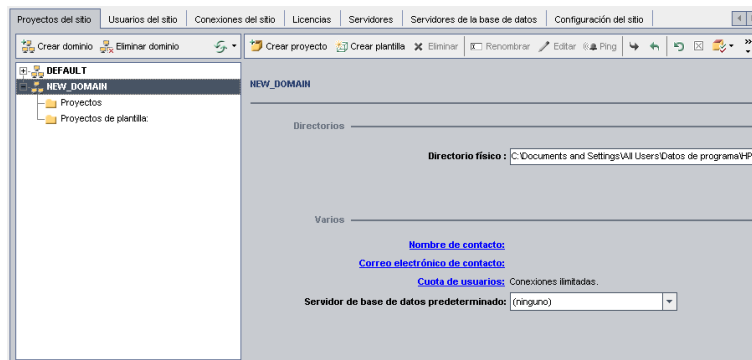 Proyectos del sitio Usuarios del sitio Conexiones del sitio Licencias Servidores Servidores de la base de datos Configuración del sitio
Crear dominio Eliminar dominio Crear proyecto Crear plantilla Eliminar Renombrar Editar Ping
DEFAULT
NEW_DOMAIN
Proyectos
Proyectos de plantilla:
NEW_DOMAIN
Directorios
Directorio físico : C:\Documents and Settings\All Users\Datos de programa\HP
Varios
Nombre de contacto:
Correo electrónico de contacto:
Cuota de usuarios: Conexiones ilimitadas.
Servidor de base de datos predeterminado: (ninguno)